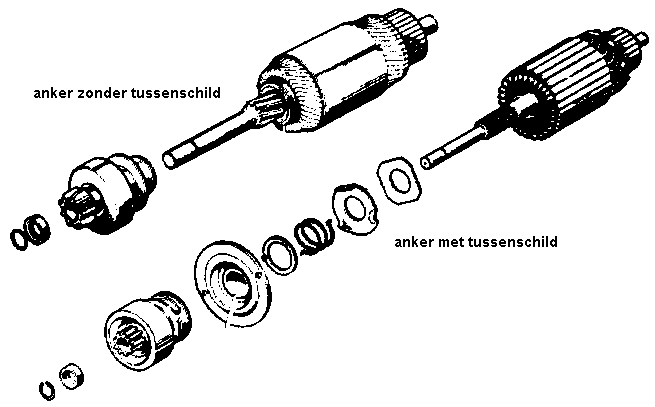 anker zonder tussenschild
anker met tussenschild